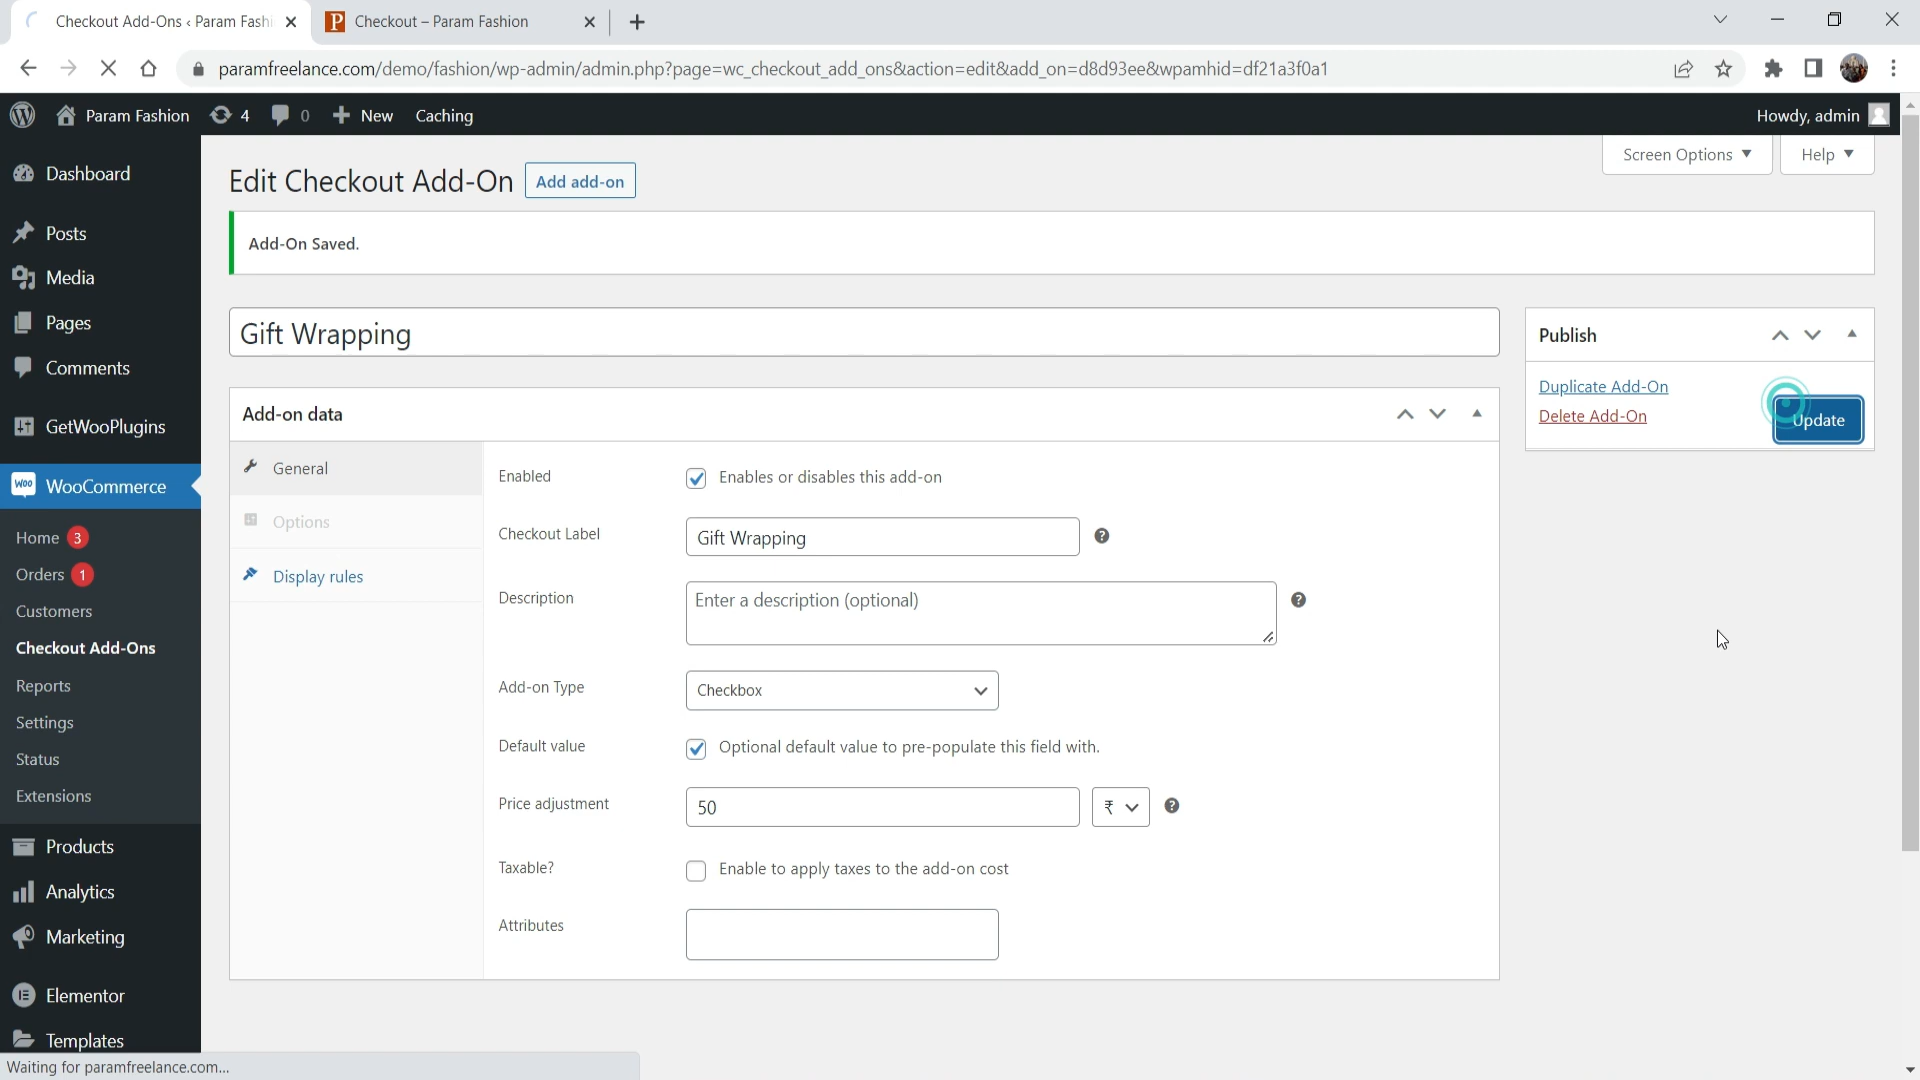 Checkout Add-Ons ‹ Param Fashi
Checkout – Param Fashion
paramfreelance.com/demo/fashion/wp-admin/admin.php?page=wc_checkout_add_ons&action=edit&add_on=d8d93ee&wpamhid=df21a3f0a1
Param Fashion
4
0
New
Caching
Howdy, admin
Screen Options
Help
Dashboard
Posts
Media
Pages
Comments
GetWooPlugins
WooCommerce
Home 3
Orders 1
Customers
Checkout Add-Ons
Reports
Settings
Status
Extensions
Products
Analytics
Marketing
Elementor
Templates
Edit Checkout Add-On
Add add-on
Add-On Saved.
Gift Wrapping
Add-on data
General
Options
Display rules
Enabled
Enables or disables this add-on
Checkout Label
Gift Wrapping
Description
Enter a description (optional)
Add-on Type
Checkbox
Default value
Optional default value to pre-populate this field with.
Price adjustment
50
₹
Taxable?
Enable to apply taxes to the add-on cost
Attributes
Publish
Duplicate Add-On
Delete Add-On
Update
Waiting for paramfreelance.com...